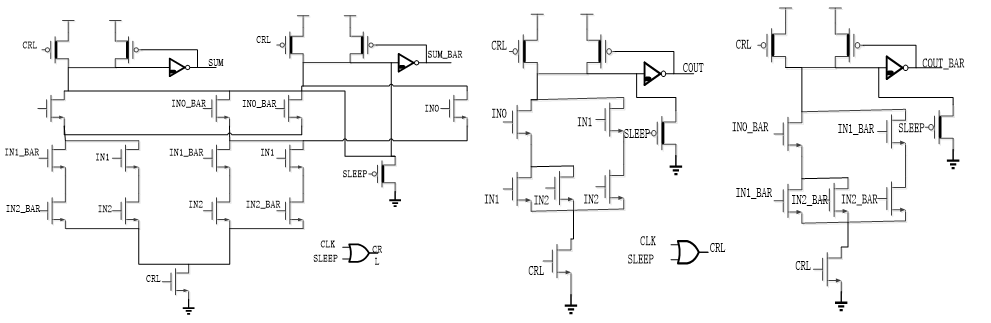 CRL
SUM
CRL
SUM_BAR
IN0_BAR
IN0_BAR
IN0
IN1_BAR
IN1
IN1_BAR
IN1
SLEEP
IN2_BAR
IN2
IN2
IN2_BAR
CLK
SLEEP
CR
L
CRL
CRL
COUT
IN0
IN1
SLEEP
IN1
IN2
IN2
CRL
CLK
SLEEP
CRL
CRL
COUT_BAR
IN0_BAR
IN1_BAR
SLEEP
IN1_BAR
IN2_BAR
IN2_BAR
CRL